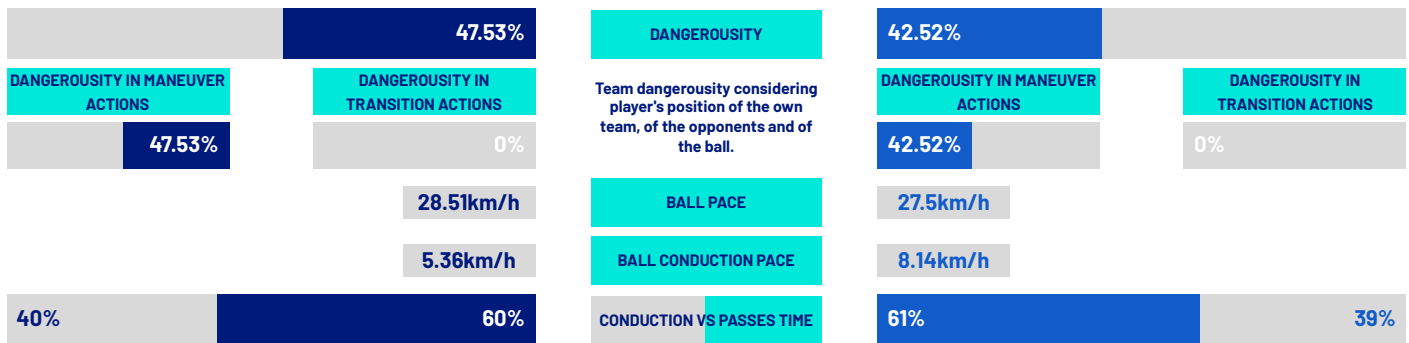 47.53%
DANGEROUSITY
42.52%
DANGEROUSITY IN MANEUVER
ACTIONS
DANGEROUSITY IN
TRANSITION ACTIONS
Team dangerousity considering
player's position of the own
team, of the opponents and of
the ball.
DANGEROUSITY IN MANEUVER
ACTIONS
DANGEROUSITY IN
TRANSITION ACTIONS
47.53%
0%
42.52%
0%
28.51km/h
BALL PACE
27.5km/h
5.36km/h
BALL CONDUCTION PACE
8.14km/h
40%
60%
CONDUCTION VS PASSES TIME
61%
39%